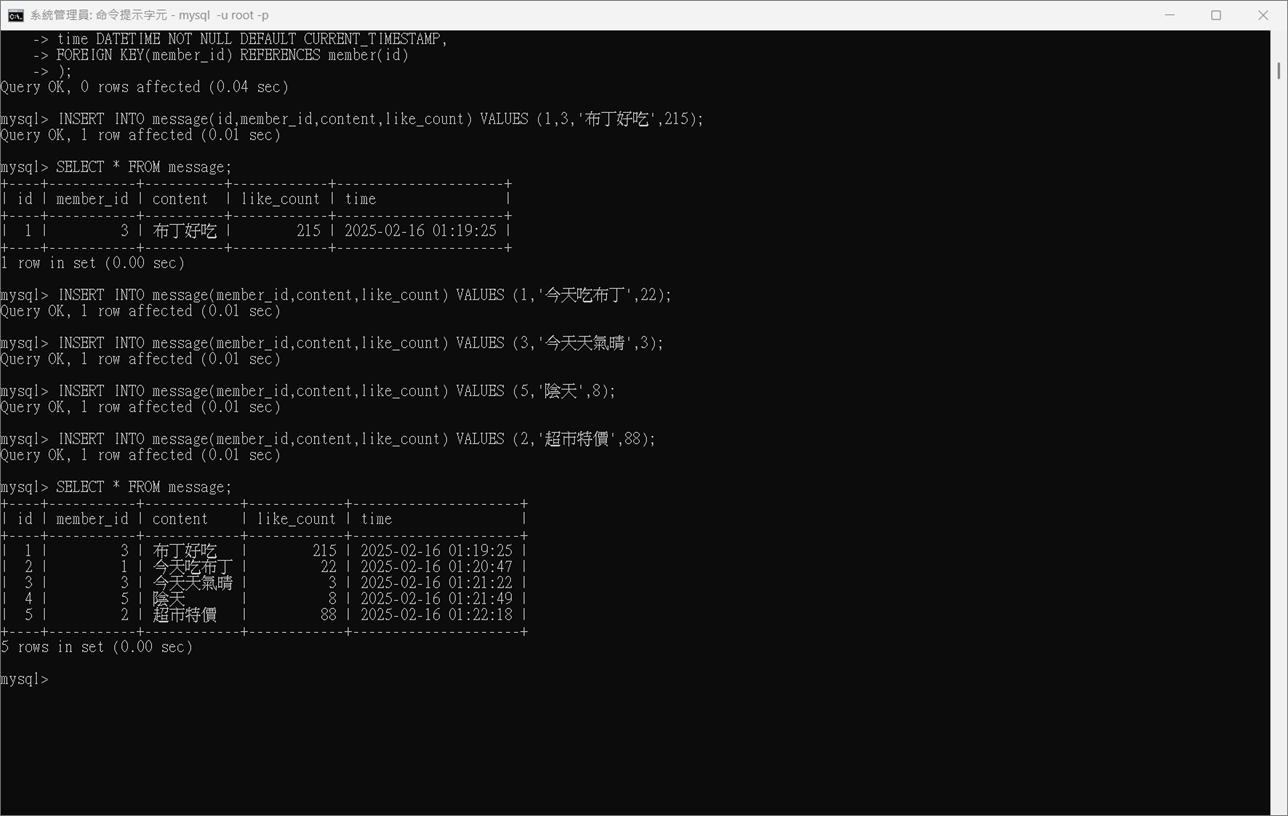 系統管理員: 命令提示字元 - mysql  -u root -p
    -> time DATETIME NOT NULL DEFAULT CURRENT_TIMESTAMP,
    -> FOREIGN KEY(member_id) REFERENCES member(id)
    -> );
Query OK, 0 rows affected (0.04 sec)

mysql> INSERT INTO message(id,member_id,content,like_count) VALUES (1,3,'布丁好吃',215);
Query OK, 1 row affected (0.01 sec)

mysql> SELECT * FROM message;
+----+-----------+----------+------------+---------------------+
| id | member_id | content  | like_count | time                |
+----+-----------+----------+------------+---------------------+
|  1 |         3 | 布丁好吃 |        215 | 2025-02-16 01:19:25 |
+----+-----------+----------+------------+---------------------+
1 row in set (0.00 sec)

mysql> INSERT INTO message(member_id,content,like_count) VALUES (1,'今天吃布丁',22);
Query OK, 1 row affected (0.01 sec)

mysql> INSERT INTO message(member_id,content,like_count) VALUES (3,'今天天氣晴',3);
Query OK, 1 row affected (0.01 sec)

mysql> INSERT INTO message(member_id,content,like_count) VALUES (5,'陰天',8);
Query OK, 1 row affected (0.01 sec)

mysql> INSERT INTO message(member_id,content,like_count) VALUES (2,'超市特價',88);
Query OK, 1 row affected (0.01 sec)

mysql> SELECT * FROM message;
+----+-----------+------------+------------+---------------------+
| id | member_id | content    | like_count | time                |
+----+-----------+------------+------------+---------------------+
|  1 |         3 | 布丁好吃   |        215 | 2025-02-16 01:19:25 |
|  2 |         1 | 今天吃布丁 |         22 | 2025-02-16 01:20:47 |
|  3 |         3 | 今天天氣晴 |          3 | 2025-02-16 01:21:22 |
|  4 |         5 | 陰天       |          8 | 2025-02-16 01:21:49 |
|  5 |         2 | 超市特價   |         88 | 2025-02-16 01:22:18 |
+----+-----------+------------+------------+---------------------+
5 rows in set (0.00 sec)

mysql>